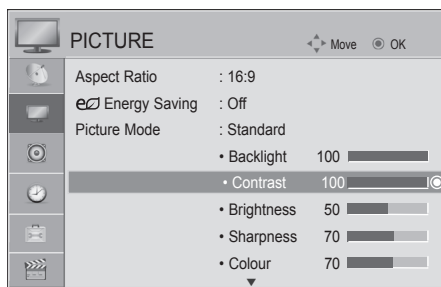 PICTURE Move OK
Aspect Ratio : 16:9
Energy Saving : Off
Picture Mode : Standard
• Backlight 100
• Contrast 100
• Brightness 50
• Sharpness 70
• Colour 70